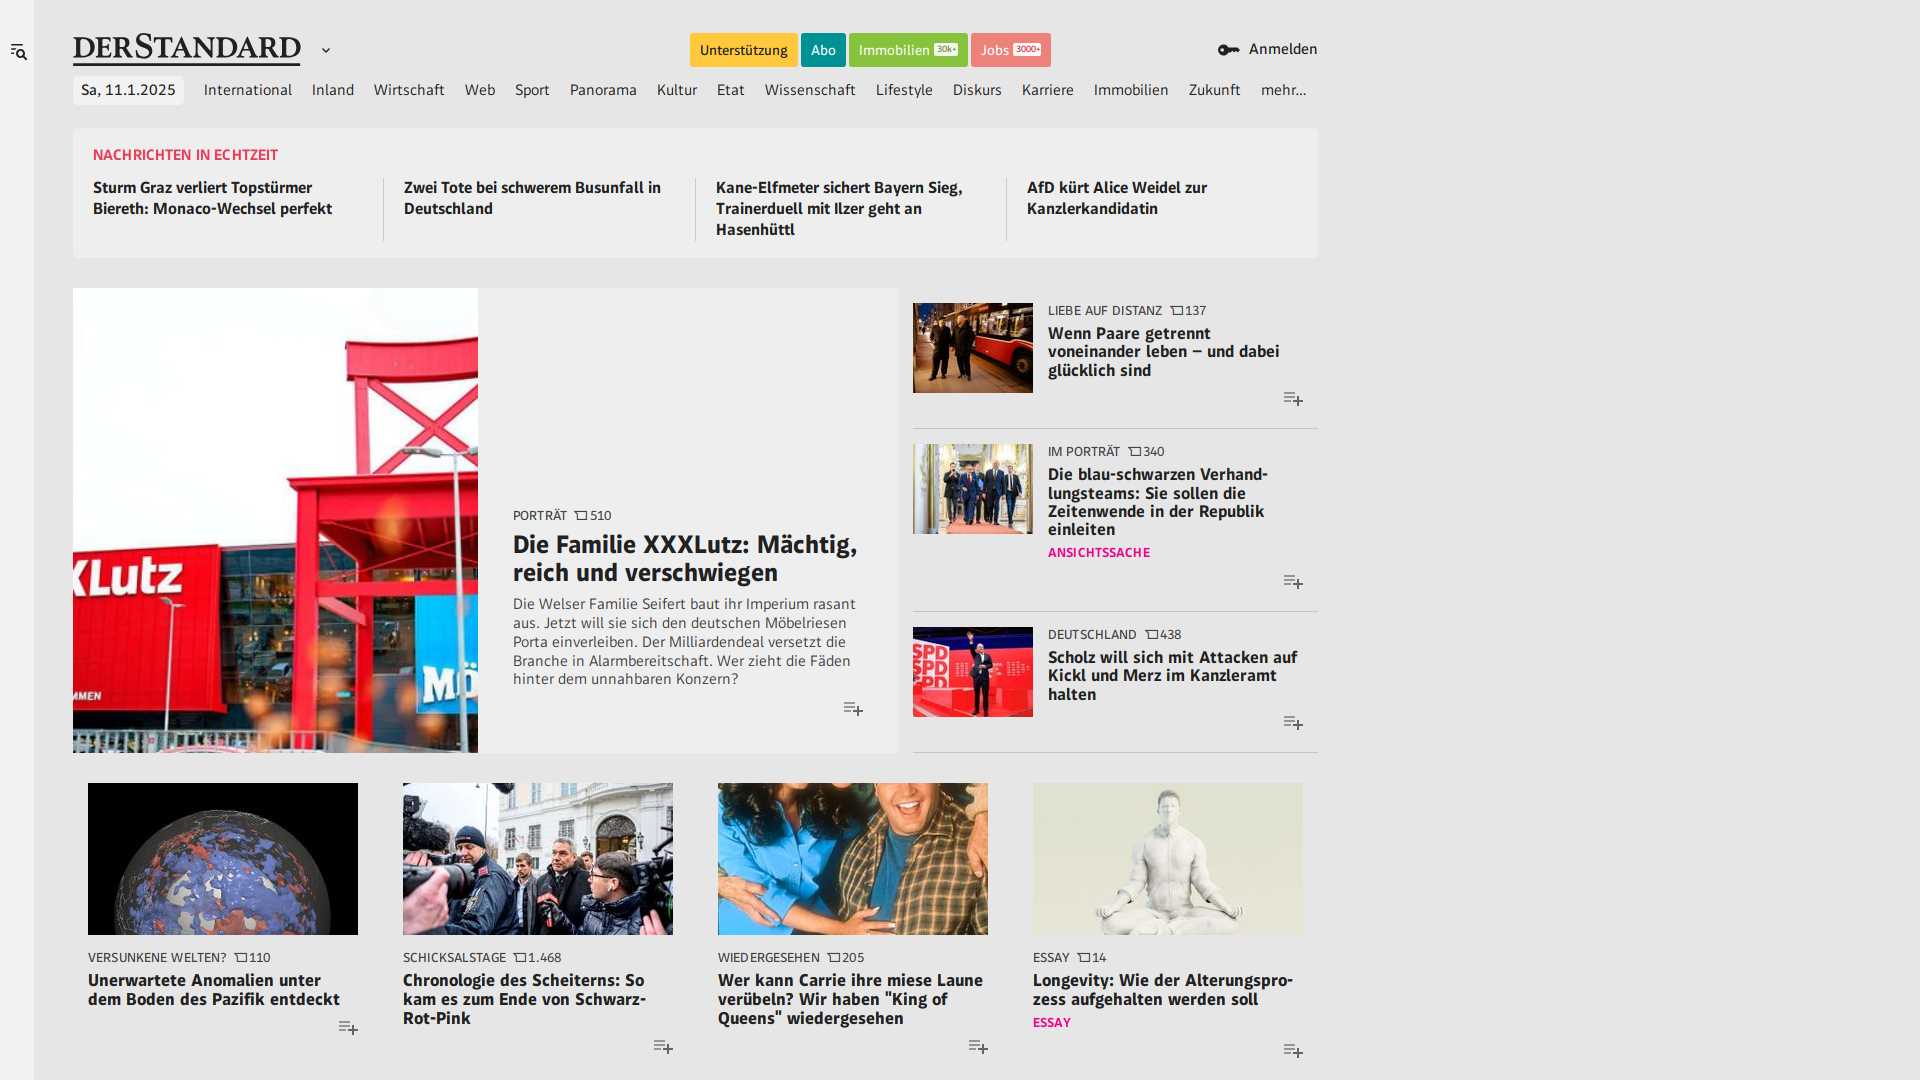 DERSTANDARD
Unterstützung
Abo
Immobilien 30k+
Jobs 3000+
Anmelden
Sa, 11.1.2025
International
Inland
Wirtschaft
Web
Sport
Panorama
Kultur
Etat
Wissenschaft
Lifestyle
Diskurs
Karriere
Immobilien
Zukunft
mehr...
NACHRICHTEN IN ECHTZEIT
Sturm Graz verliert Topstürmer
Biereth: Monaco-Wechsel perfekt
Zwei Tote bei schwerem Busunfall in
Deutschland
Kane-Elfmeter sichert Bayern Sieg,
Trainerduell mit Ilzer geht an
Hasenhüttl
AfD kürt Alice Weidel zur
Kanzlerkandidatin
XLutz
MÖ
MMEN
PORTRÄT 510
Die Familie XXXLutz: Mächtig,
reich und verschwiegen
Die Welser Familie Seifert baut ihr Imperium rasant
aus. Jetzt will sie sich den deutschen Möbelriesen
Porta einverleiben. Der Milliardendeal versetzt die
Branche in Alarmbereitschaft. Wer zieht die Fäden
hinter dem unnahbaren Konzern?
LIEBE AUF DISTANZ 137
Wenn Paare getrennt
voneinander leben – und dabei
glücklich sind
IM PORTRÄT 340
Die blau-schwarzen Verhand-
lungsteams: Sie sollen die
Zeitenwende in der Republik
einleiten
ANSICHTSSACHE
SPD
SPD
SPD
DEUTSCHLAND 438
Scholz will sich mit Attacken auf
Kickl und Merz im Kanzleramt
halten
VERSUNKENE WELTEN? 110
Unerwartete Anomalien unter
dem Boden des Pazifik entdeckt
SCHICKSALSTAGE 1.468
Chronologie des Scheiterns: So
kam es zum Ende von Schwarz-
Rot-Pink
WIEDERGESEHEN 205
Wer kann Carrie ihre miese Laune
verübeln? Wir haben "King of
Queens" wiedergesehen
ESSAY 14
Longevity: Wie der Alterungspro-
zess aufgehalten werden soll
ESSAY